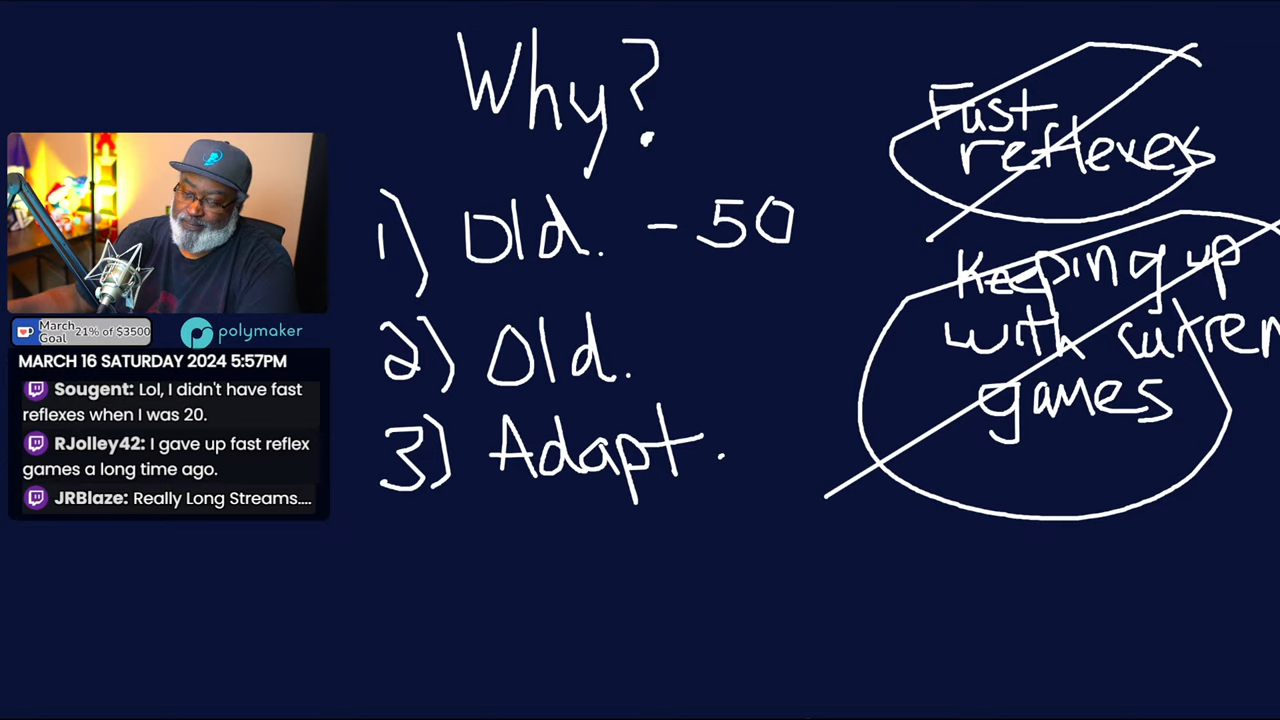 Why?
1) Old. - 50
2) Old.
3) Adapt.
Fast
reflexes
Keeping up
with curren
games
March
Goal
21% of $3500
polymaker
MARCH 16 SATURDAY 2024 5:57PM
Sougent: Lol, I didn't have fast
reflexes when I was 20.
RJolley42: I gave up fast reflex
games a long time ago.
JRBlaze: Really Long Streams....